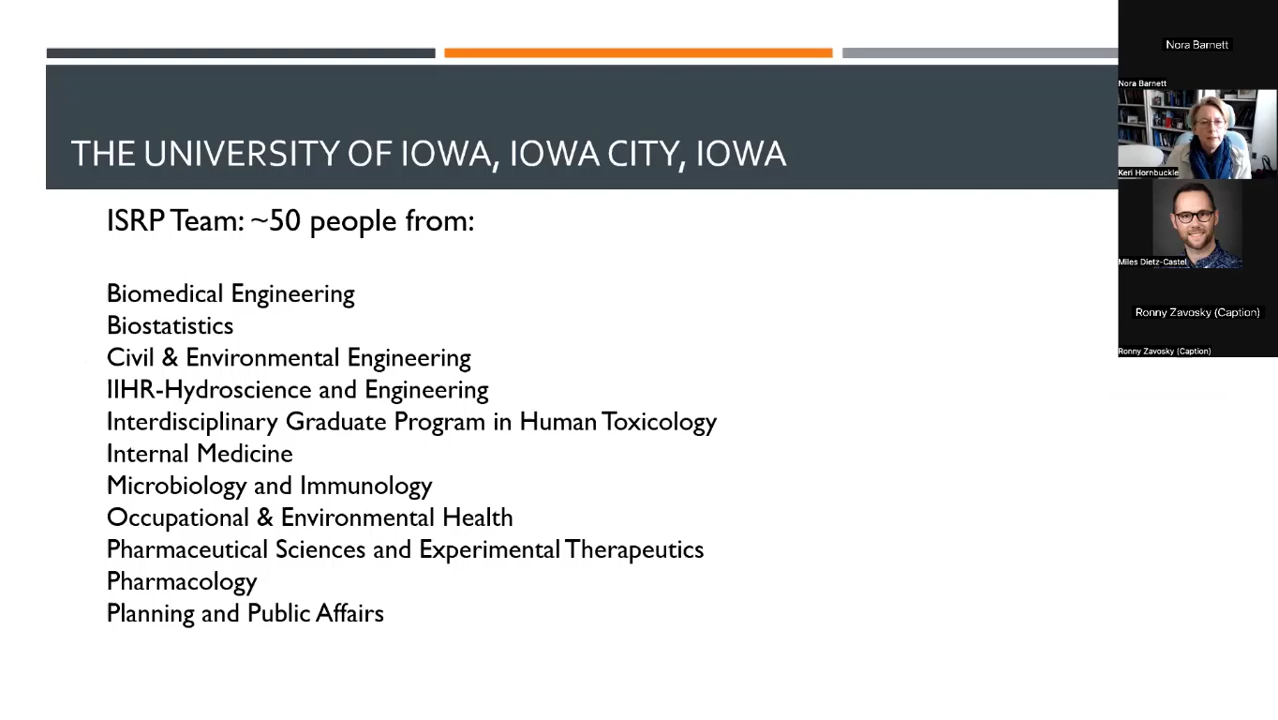 THE UNIVERSITY OF IOWA, IOWA CITY, IOWA
ISRP Team: ~50 people from:
Biomedical Engineering
Biostatistics
Civil & Environmental Engineering
IIHR-Hydroscience and Engineering
Interdisciplinary Graduate Program in Human Toxicology
Internal Medicine
Microbiology and Immunology
Occupational & Environmental Health
Pharmaceutical Sciences and Experimental Therapeutics
Pharmacology
Planning and Public Affairs
Nora Barnett
Nora Barnett
Keri Hornbuckle
Miles Dietz-Castel
Ronny Zavosky (Caption)
Ronny Zavosky (Caption)